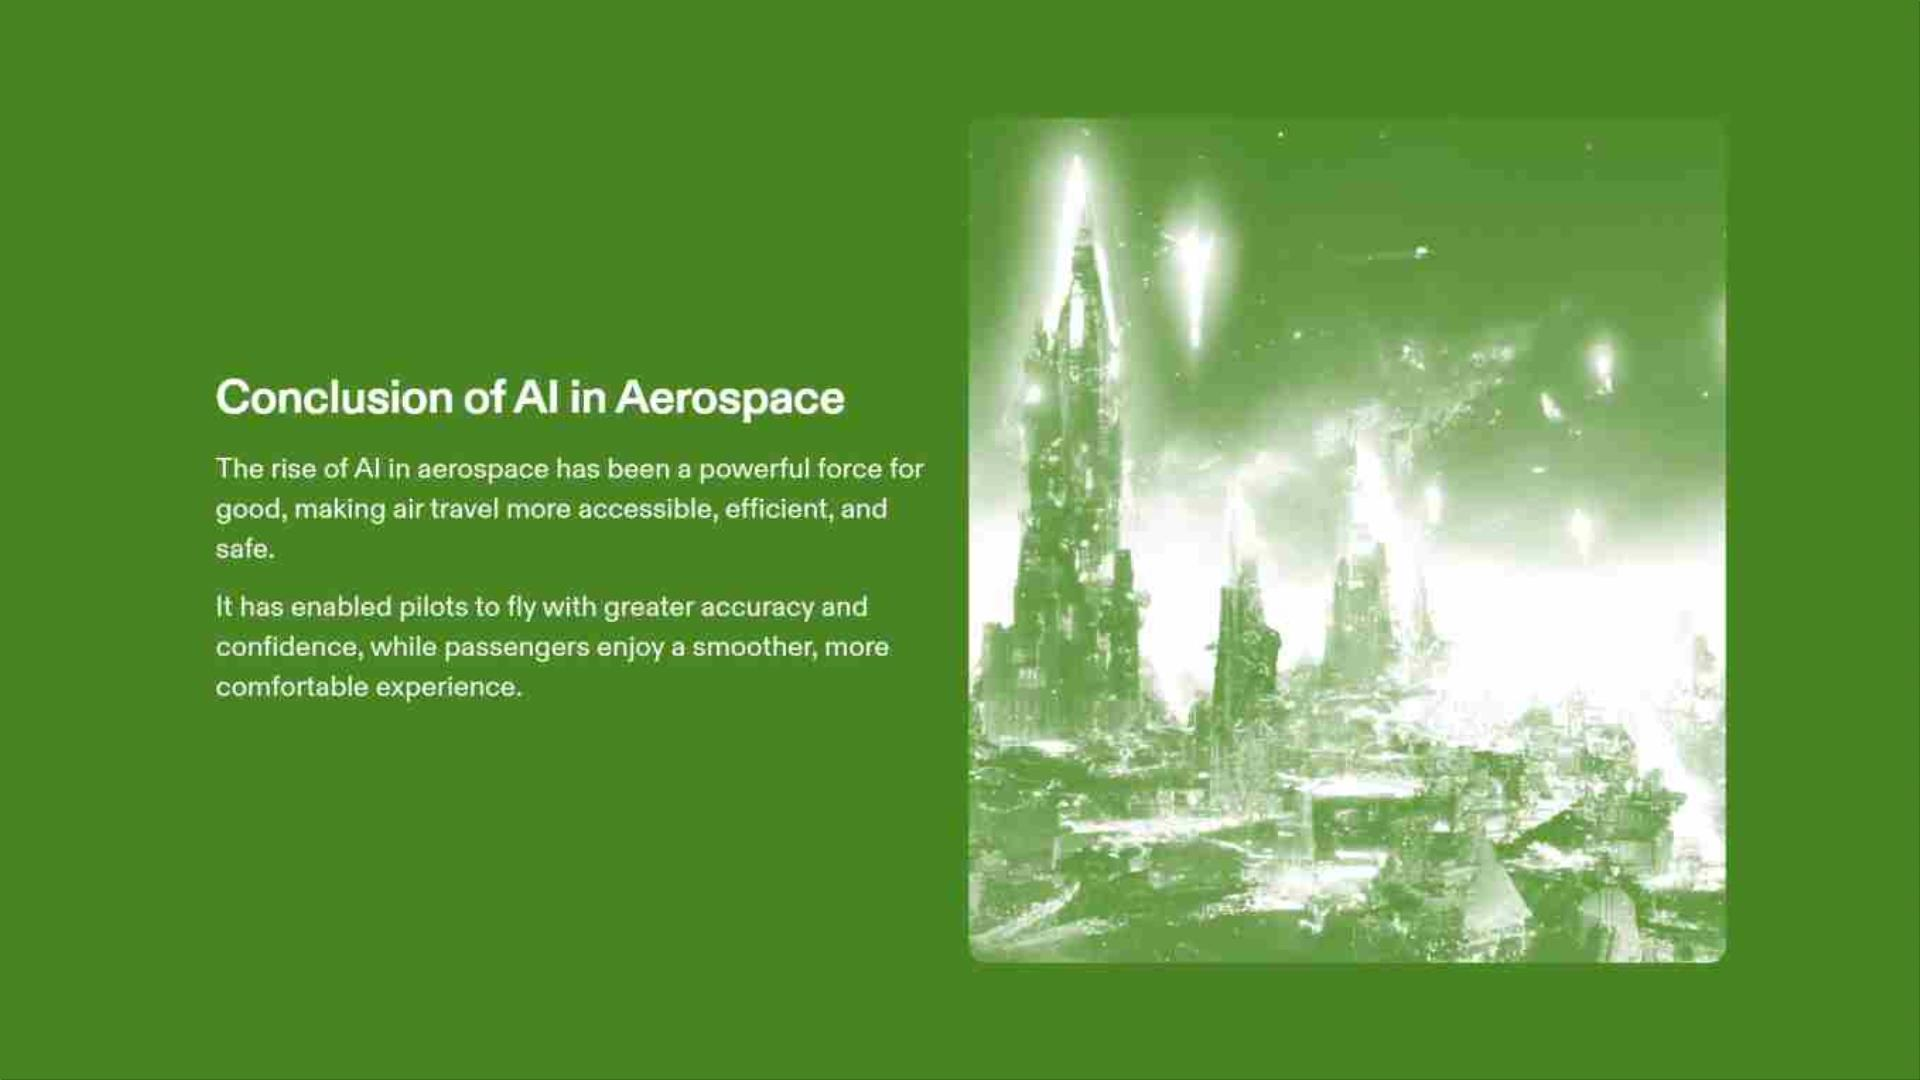 Conclusion of AI in Aerospace
The rise of AI in aerospace has been a powerful force for
good, making air travel more accessible, efficient, and
safe.
It has enabled pilots to fly with greater accuracy and
confidence, while passengers enjoy a smoother, more
comfortable experience.